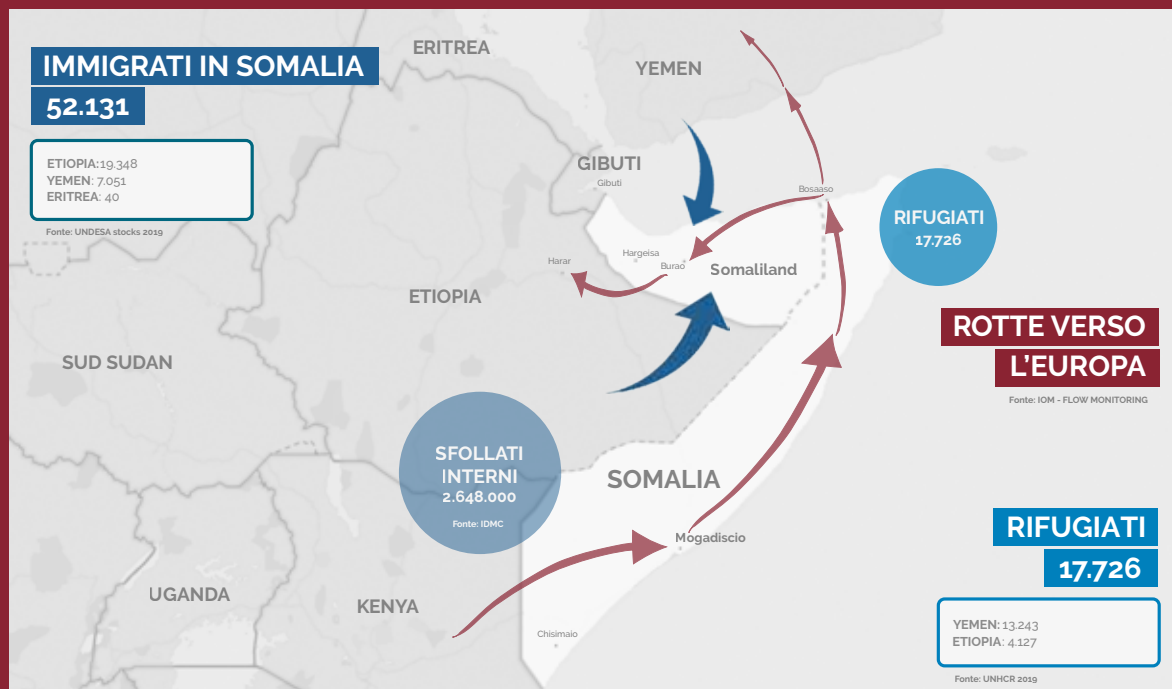 IMMIGRATI IN SOMALIA
52.131
ETIOPIA:19.348
YEMEN: 7.051
ERITREA: 40
Fonte: UNDESA stocks 2019
ERITREA
YEMEN
GIBUTI
Gibuti
Bosaaso
RIFUGIATI
17.726
Hargeisa
Harar
Burao
Somaliland
ETIOPIA
SUD SUDAN
ROTTE VERSO
L'EUROPA
Fonte: IOM - FLOW MONITORING
SFOLLATI
INTERNI
2.648.000
Fonte: IDMC
SOMALIA
Mogadiscio
UGANDA
KENYA
Chisimaio
RIFUGIATI
17.726
YEMEN: 13.243
ETIOPIA: 4.127
Fonte: UNHCR 2019